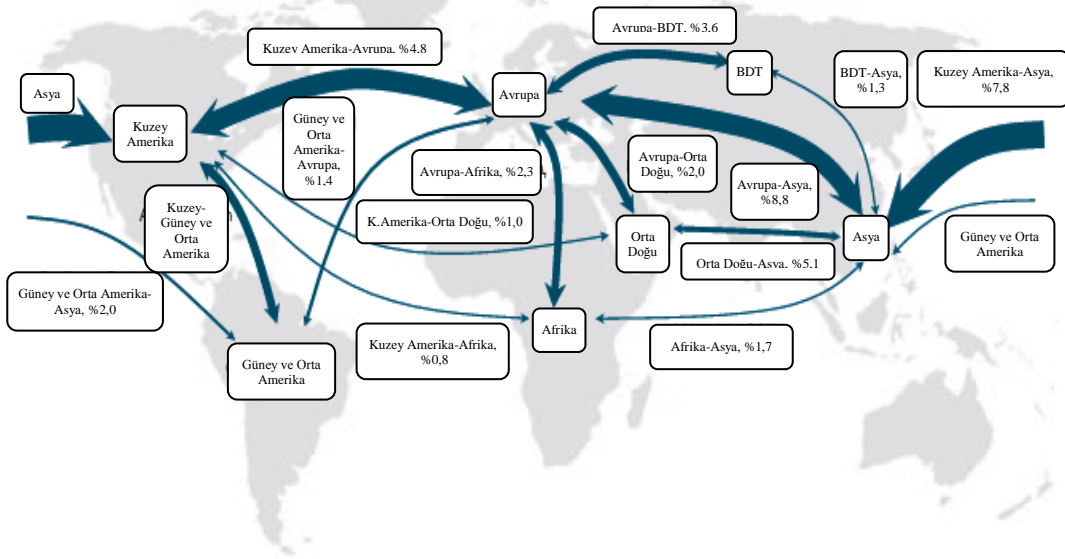 Avrupa-BDT, %3.6
Kuzey Amerika-Avrupa, %4.8
BDT
BDT-Asya,
%1,3
Kuzey Amerika-Asya,
%7,8
Asya
Kuzey
Amerika
Avrupa
Güney ve
Orta
Amerika-
Avrupa,
%1,4
Avrupa-Afrika, %2,3
Avrupa-Orta
Doğu, %2,0
Avrupa-Asya,
%8,8
Kuzey-
Güney ve
Orta
Amerika
K.Amerika-Orta Doğu, %1,0
Orta
Doğu
Asya
Güney ve Orta
Amerika
Orta Doğu-Asya, %5.1
Güney ve Orta Amerika-
Asya, %2,0
Kuzey Amerika-Afrika,
%0,8
Afrika
Afrika-Asya, %1,7
Güney ve Orta
Amerika